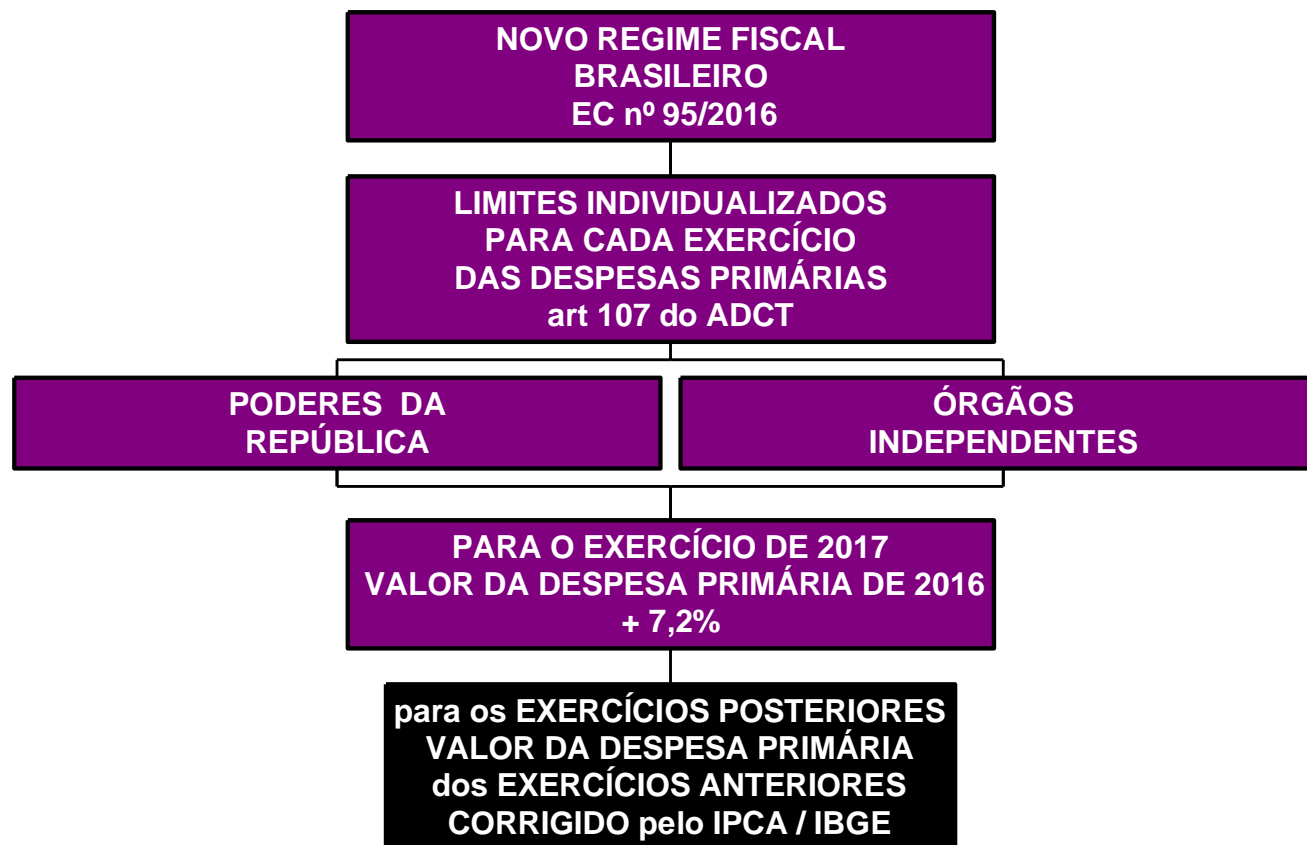 NOVO REGIME FISCAL
BRASILEIRO
EC nº 95/2016
LIMITES INDIVIDUALIZADOS
PARA CADA EXERCÍCIO
DAS DESPESAS PRIMÁRIAS
art 107 do ADCT
PODERES DA
REPÚBLICA
ÓRGÃOS
INDEPENDENTES
PARA O EXERCÍCIO DE 2017
VALOR DA DESPESA PRIMÁRIA DE 2016
+ 7,2%
para os EXERCÍCIOS POSTERIORES
VALOR DA DESPESA PRIMÁRIA
dos EXERCÍCIOS ANTERIORES
CORRIGIDO pelo IPCA / IBGE